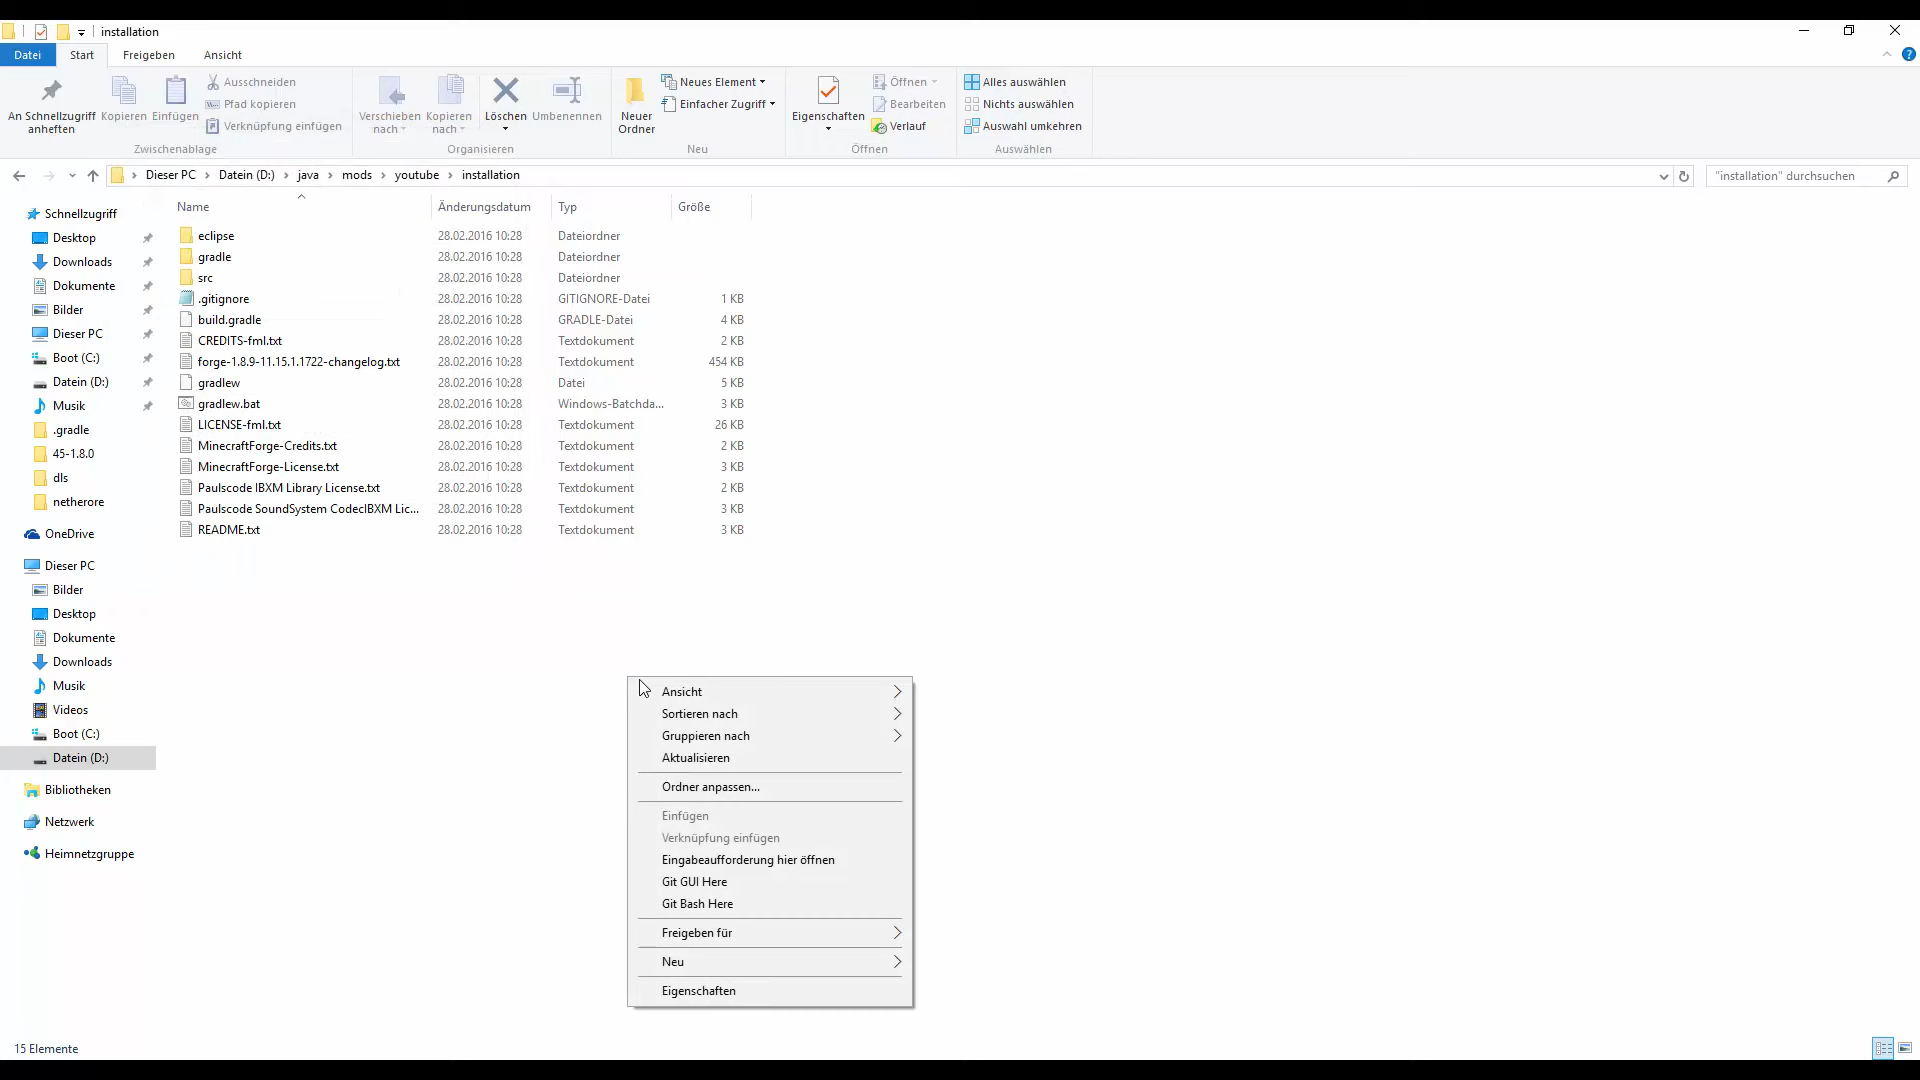 installation
Datei Start Freigeben Ansicht
An Schnellzugriff anheften
Kopieren
Einfügen
Ausschneiden
Pfad kopieren
Verknüpfung einfügen
Zwischenablage
Verschieben nach
Kopieren nach
Löschen
Umbenennen
Organisieren
Neuer Ordner
Neues Element
Einfacher Zugriff
Neu
Eigenschaften
Öffnen
Bearbeiten
Verlauf
Öffnen
Alles auswählen
Nichts auswählen
Auswahl umkehren
Auswählen
Dieser PC Datein (D:) java mods youtube installation
"installation" durchsuchen
Schnellzugriff
Desktop
Downloads
Dokumente
Bilder
Dieser PC
Boot (C:)
Datein (D:)
Musik
.gradle
45-1.8.0
dls
netherore
OneDrive
Dieser PC
Bilder
Desktop
Dokumente
Downloads
Musik
Videos
Boot (C:)
Datein (D:)
Bibliotheken
Netzwerk
Heimnetzgruppe
Name Änderungsdatum Typ Größe
eclipse 28.02.2016 10:28 Dateiordner
gradle 28.02.2016 10:28 Dateiordner
src 28.02.2016 10:28 Dateiordner
.gitignore 28.02.2016 10:28 GITIGNORE-Datei 1 KB
build.gradle 28.02.2016 10:28 GRADLE-Datei 4 KB
CREDITS-fml.txt 28.02.2016 10:28 Textdokument 2 KB
forge-1.8.9-11.15.1.1722-changelog.txt 28.02.2016 10:28 Textdokument 454 KB
gradlew 28.02.2016 10:28 Datei 5 KB
gradlew.bat 28.02.2016 10:28 Windows-Batchda... 3 KB
LICENSE-fml.txt 28.02.2016 10:28 Textdokument 26 KB
MinecraftForge-Credits.txt 28.02.2016 10:28 Textdokument 2 KB
MinecraftForge-License.txt 28.02.2016 10:28 Textdokument 3 KB
Paulscode IBXM Library License.txt 28.02.2016 10:28 Textdokument 2 KB
Paulscode SoundSystem CodecIBXM Lic... 28.02.2016 10:28 Textdokument 3 KB
README.txt 28.02.2016 10:28 Textdokument 3 KB
Ansicht
Sortieren nach
Gruppieren nach
Aktualisieren
Ordner anpassen...
Einfügen
Verknüpfung einfügen
Eingabeaufforderung hier öffnen
Git GUI Here
Git Bash Here
Freigeben für
Neu
Eigenschaften
15 Elemente